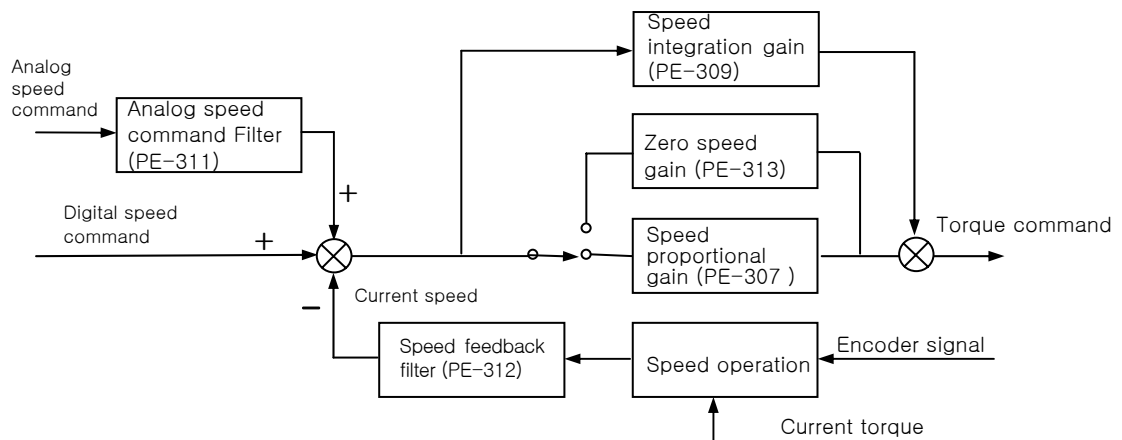 Speed
integration gain
(PE-309)
Analog
speed
command
Analog speed
command Filter
(PE-311)
Zero speed
gain (PE-313)
+
Digital speed
command
+
Speed
proportional
gain (PE-307 )
Torque command
−
Current speed
Speed feedback
filter (PE-312)
Speed operation
Encoder signal
Current torque